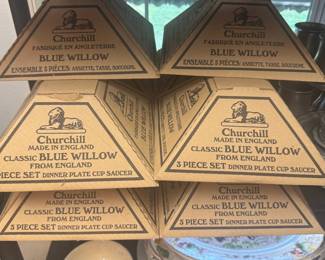 Churchill
FABRIQUÉ EN ANGLETERRE
BLUE WILLOW
ENSEMBLE 3 PIÈCES: ASSIETTE, TASSE, SOUCOUPE
Churchill
FABRIQUÉ EN ANGLETERRE
BLUE WILLOW
ENSEMBLE 3 PIÈCES: ASSIETTE, TASSE, SOUCOUPE
Churchill
MADE IN ENGLAND
CLASSIC BLUE WILLOW
FROM ENGLAND
3 PIECE SET DINNER PLATE CUP SAUCER
Churchill
MADE IN ENGLAND
CLASSIC BLUE WILLOW
FROM ENGLAND
3 PIECE SET DINNER PLATE CUP SAUCER
Churchill
MADE IN ENGLAND
CLASSIC BLUE WILLOW
FROM ENGLAND
3 PIECE SET DINNER PLATE CUP SAUCER
Churchill
MADE IN ENGLAND
CLASSIC BLUE WILLOW
FROM ENGLAND
3 PIECE SET DINNER PLATE CUP SAUCER